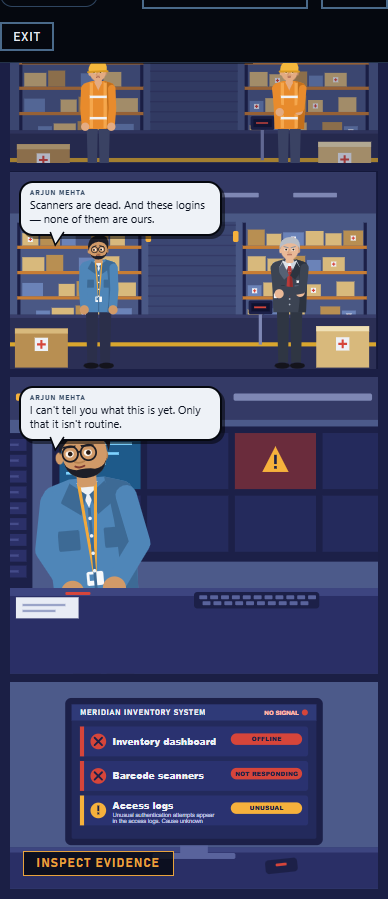 EXIT
ARJUN MEHTA
Scanners are dead. And these logins
— none of them are ours.
ARJUN MEHTA
I can't tell you what this is yet. Only
that it isn't routine.
MERIDIAN INVENTORY SYSTEM
NO SIGNAL
Inventory dashboard
OFFLINE
Barcode scanners
HOT RESPONDING
Access logs
UNUSUAL
Unusual authentication attempts appear
in the access logs. Cause unknown
INSPECT EVIDENCE